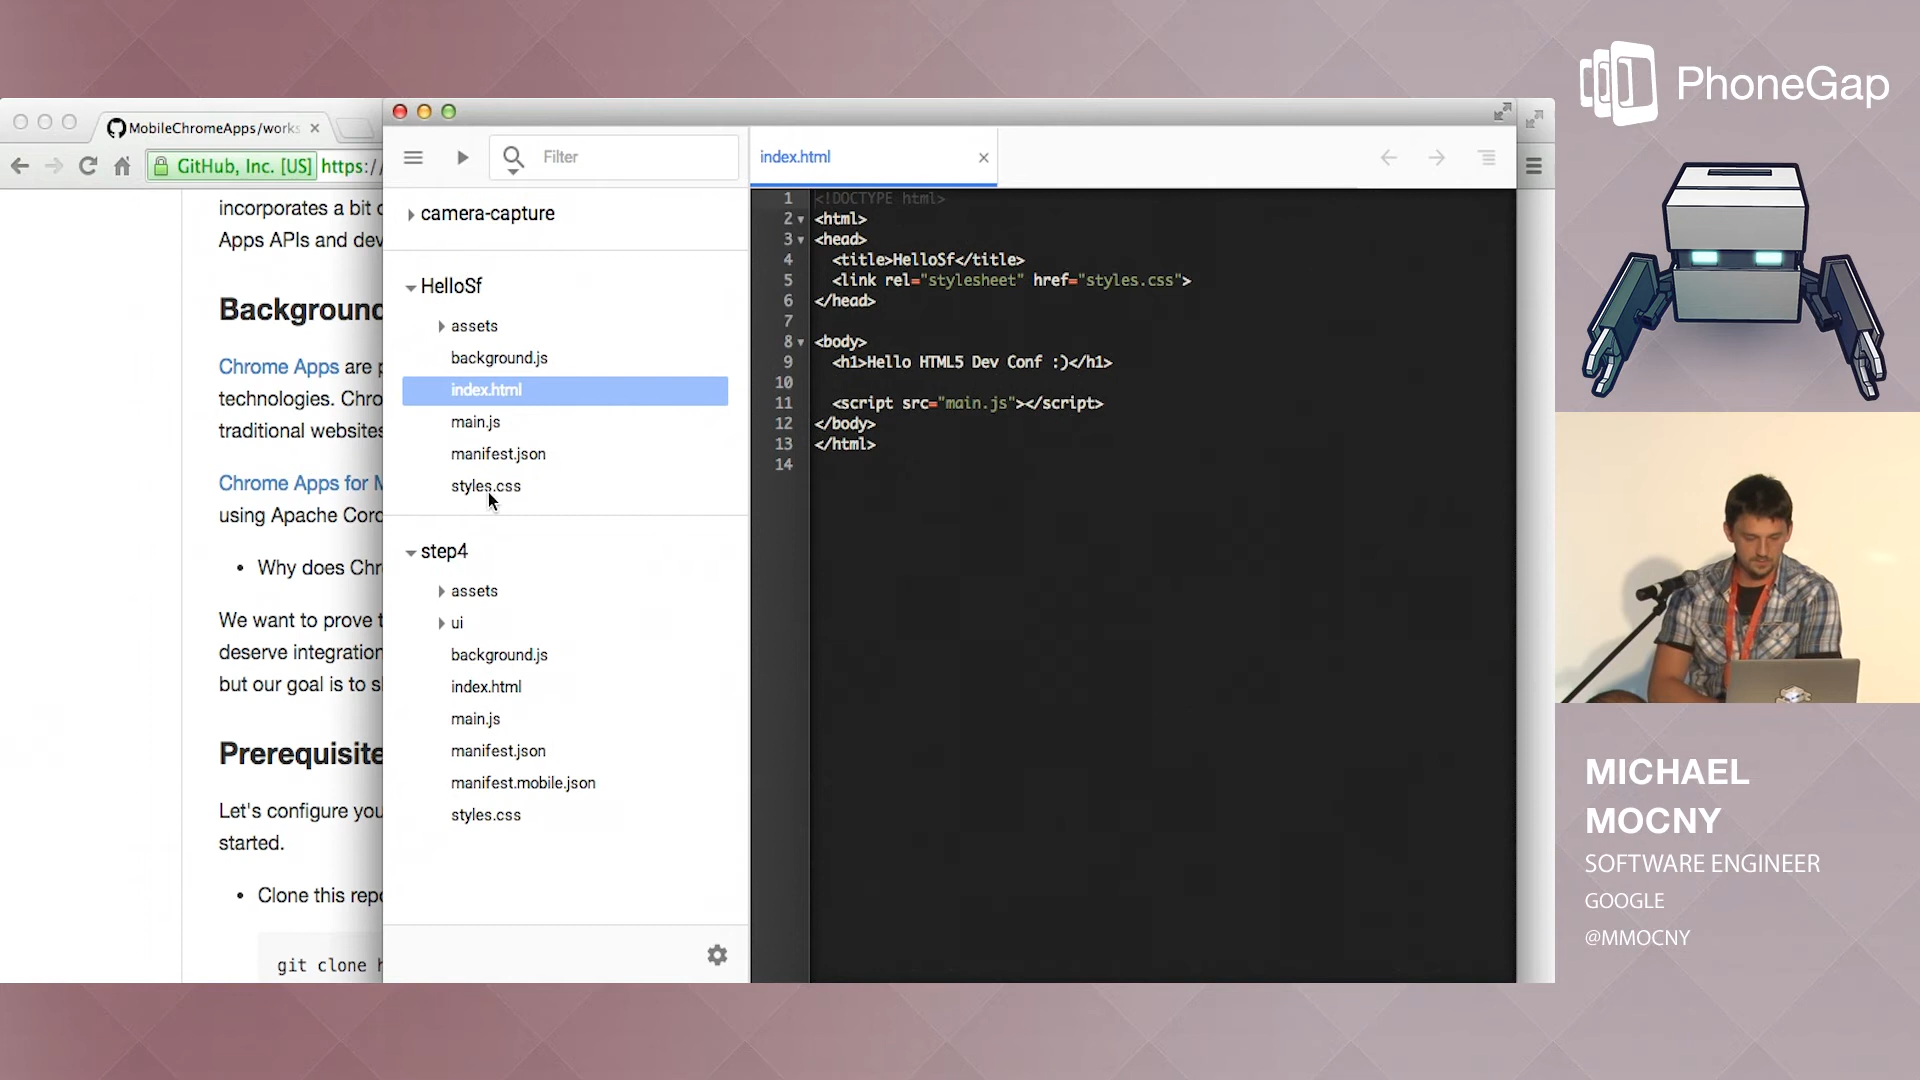 PhoneGap
MobileChromeApps/works
GitHub, Inc. [US] https:/
incorporates a bit
Apps APIs and dev
Background
Chrome Apps are
technologies. Chro
traditional websites
Chrome Apps for
using Apache Cord
• Why does Chr
We want to prove
deserve integration
but our goal is to
Prerequisite
Let's configure you
started.
• Clone this repo
git clone
Filter
camera-capture
HelloSf
assets
background.js
index.html
main.js
manifest.json
styles.css
step4
assets
ui
background.js
index.html
main.js
manifest.json
manifest.mobile.json
styles.css
index.html
1 <!DOCTYPE html>
2 <html>
3 <head>
4 <title>HelloSf</title>
5 <link rel="stylesheet" href="styles.css">
6 </head>
7
8 <body>
9 <h1>Hello HTML5 Dev Conf :)</h1>
10
11 <script src="main.js"></script>
12 </body>
13 </html>
14
MICHAEL
MOCNY
SOFTWARE ENGINEER
GOOGLE
@MMOCNY